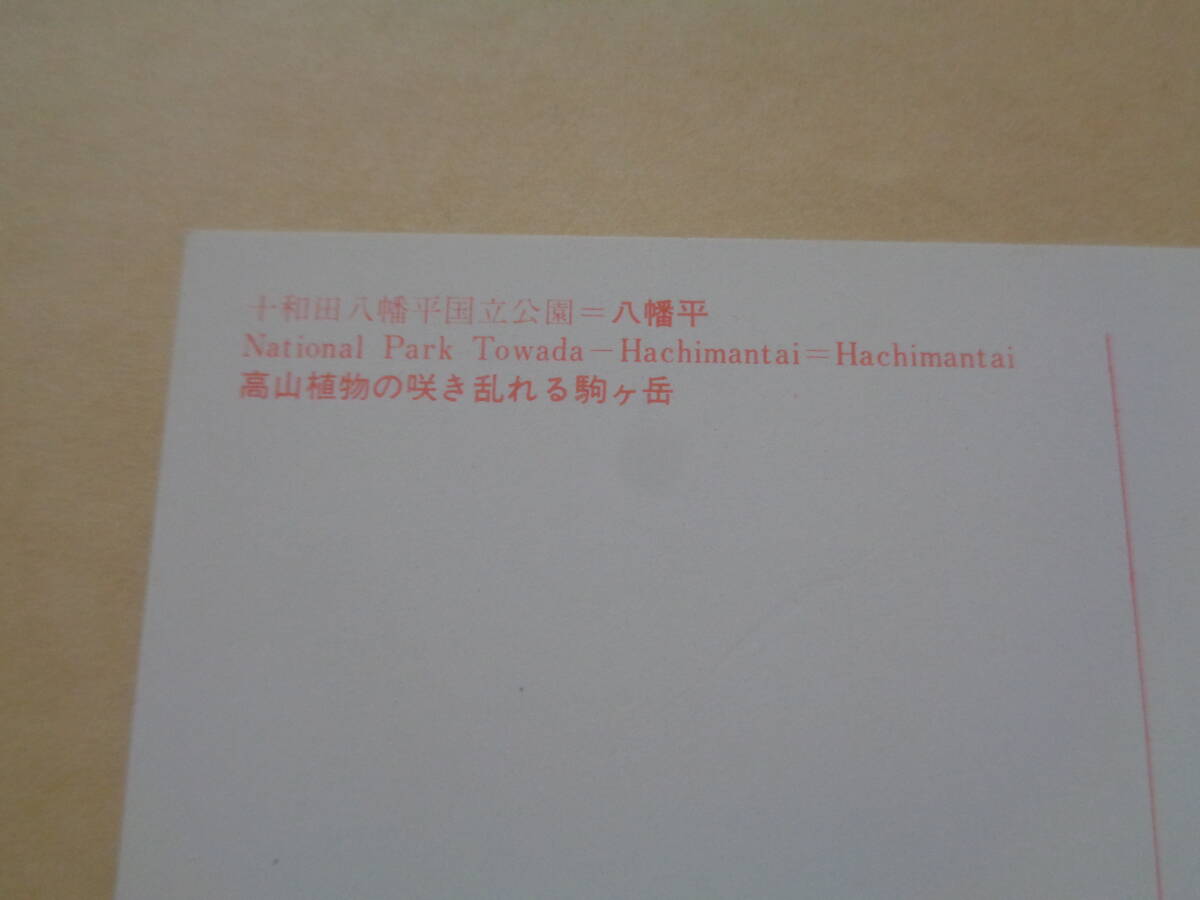 十和田八幡平国立公園＝八幡平
National Park Towada－Hachimantai＝Hachimantai
高山植物の咲き乱れる駒ヶ岳